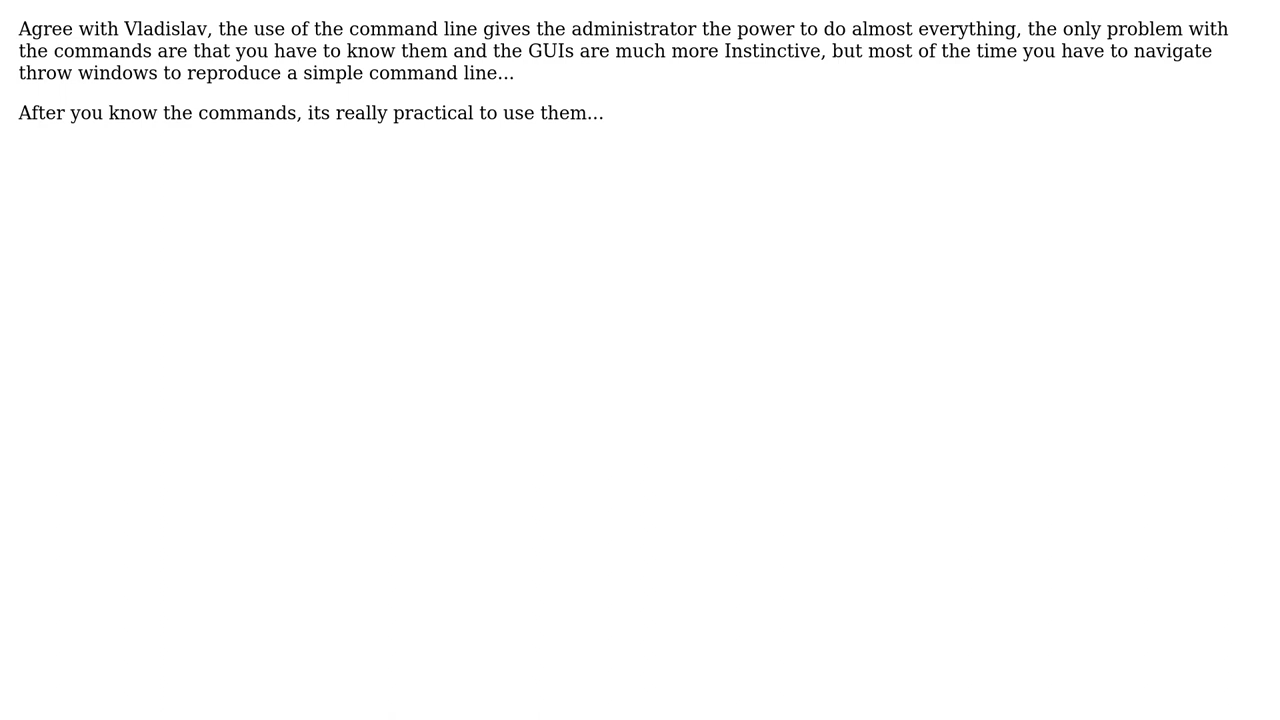 Agree with Vladislav, the use of the command line gives the administrator the power to do almost everything, the only problem with
the commands are that you have to know them and the GUIs are much more Instinctive, but most of the time you have to navigate
throw windows to reproduce a simple command line...
After you know the commands, its really practical to use them...